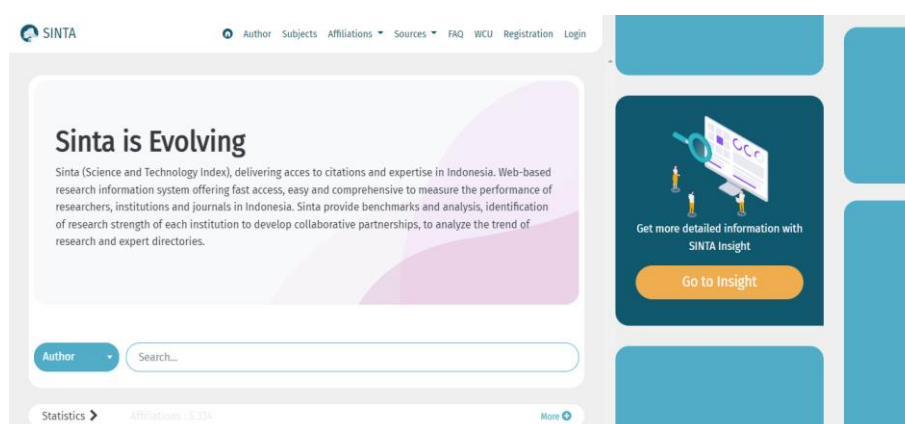 SINTA
Author Subjects Affiliations Sources FAQ WCU Registration Login
Sinta is Evolving
Sinta (Science and Technology Index), delivering acces to citations and expertise in Indonesia. Web-based
research information system offering fast access, easy and comprehensive to measure the performance of
researchers, institutions and journals in Indonesia. Sinta provide benchmarks and analysis, identification
of research strength of each institution to develop collaborative partnerships, to analyze the trend of
research and expert directories.
Author
Search...
Statistics
Affiliations : 5.334
More
Get more detailed information with
SINTA Insight
Go to Insight